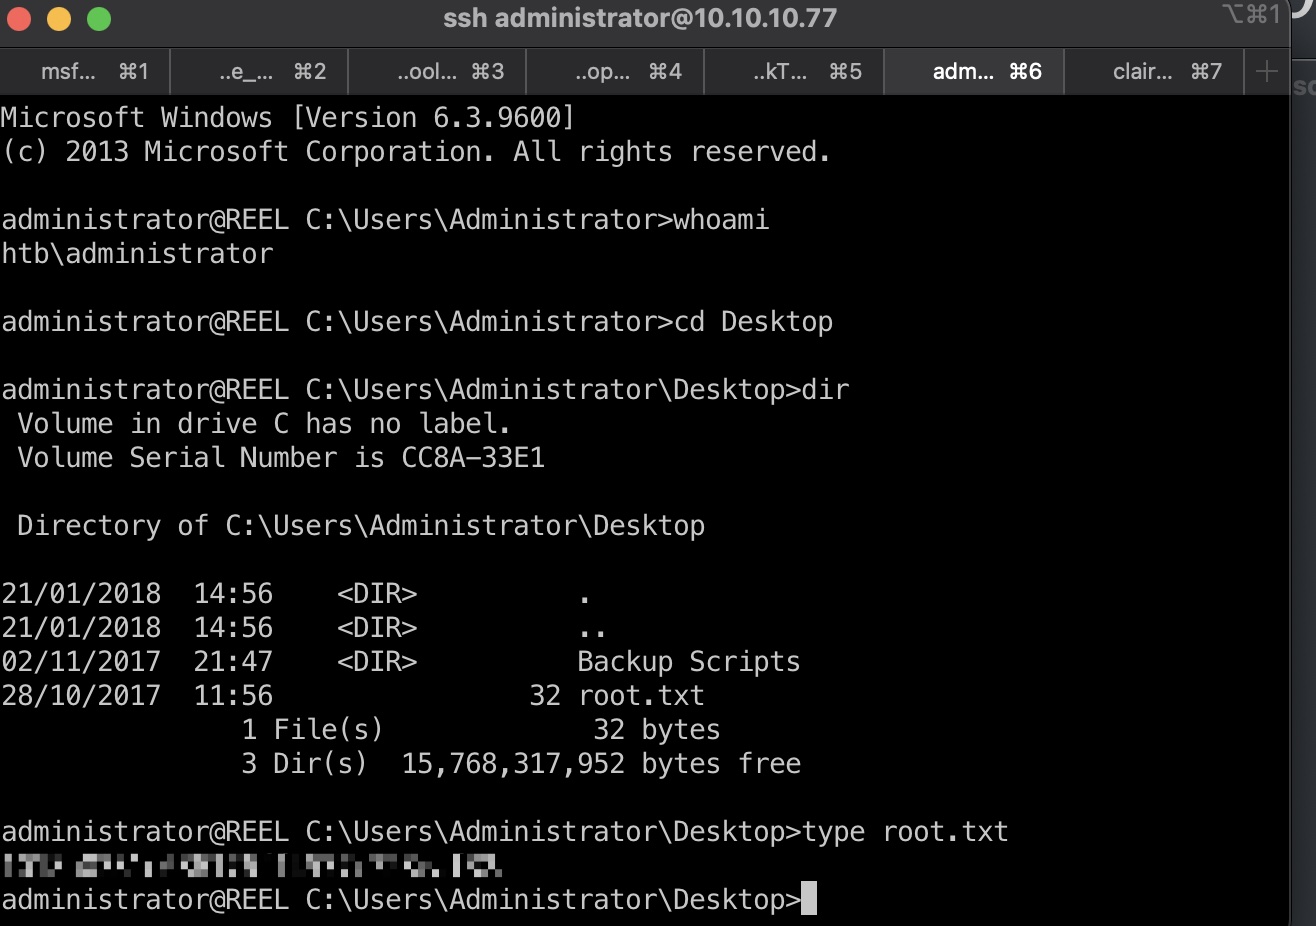 ssh administrator@10.10.10.77
⌥⌘1
msf... ⌘1 ..e_... ⌘2 ..ool... ⌘3 ..op... ⌘4 ..kT... ⌘5 adm... ⌘6 clair... ⌘7
Microsoft Windows [Version 6.3.9600]
(c) 2013 Microsoft Corporation. All rights reserved.
administrator@REEL C:\Users\Administrator>whoami
htb\administrator
administrator@REEL C:\Users\Administrator>cd Desktop
administrator@REEL C:\Users\Administrator\Desktop>dir
 Volume in drive C has no label.
 Volume Serial Number is CC8A-33E1
 Directory of C:\Users\Administrator\Desktop
21/01/2018  14:56    <DIR>          .
21/01/2018  14:56    <DIR>          ..
02/11/2017  21:47    <DIR>          Backup Scripts
28/10/2017  11:56                32 root.txt
               1 File(s)             32 bytes
               3 Dir(s)  15,768,317,952 bytes free
administrator@REEL C:\Users\Administrator\Desktop>type root.txt
administrator@REEL C:\Users\Administrator\Desktop>